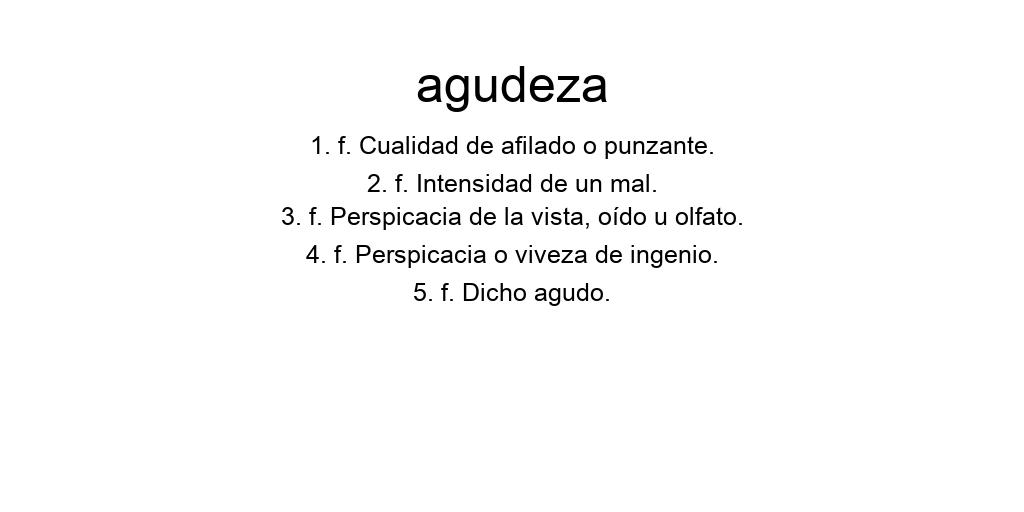 agudeza
1. f. Cualidad de afilado o punzante.
2. f. Intensidad de un mal.
3. f. Perspicacia de la vista, oído u olfato.
4. f. Perspicacia o viveza de ingenio.
5. f. Dicho agudo.